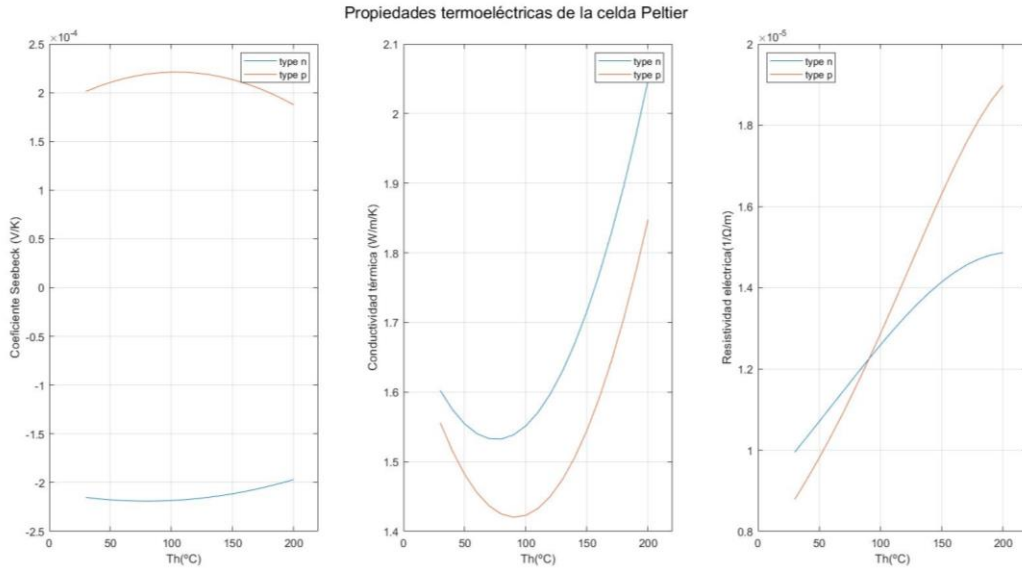 Propiedades termoeléctricas de la celda Peltier
×10⁻⁴
2.5
2
1.5
1
0.5
0
-0.5
-1
-1.5
-2
-2.5
Coeficiente Seebeck (V/K)
0 50 100 150 200
Th(ºC)
type n
type p
2.1
2
1.9
1.8
1.7
1.6
1.5
1.4
Conductividad térmica (W/m/K)
0 50 100 150 200
Th(ºC)
type n
type p
×10⁻⁵
2
1.8
1.6
1.4
1.2
1
0.8
Resistividad eléctrica(1/Ω/m)
0 50 100 150 200
Th(ºC)
type n
type p